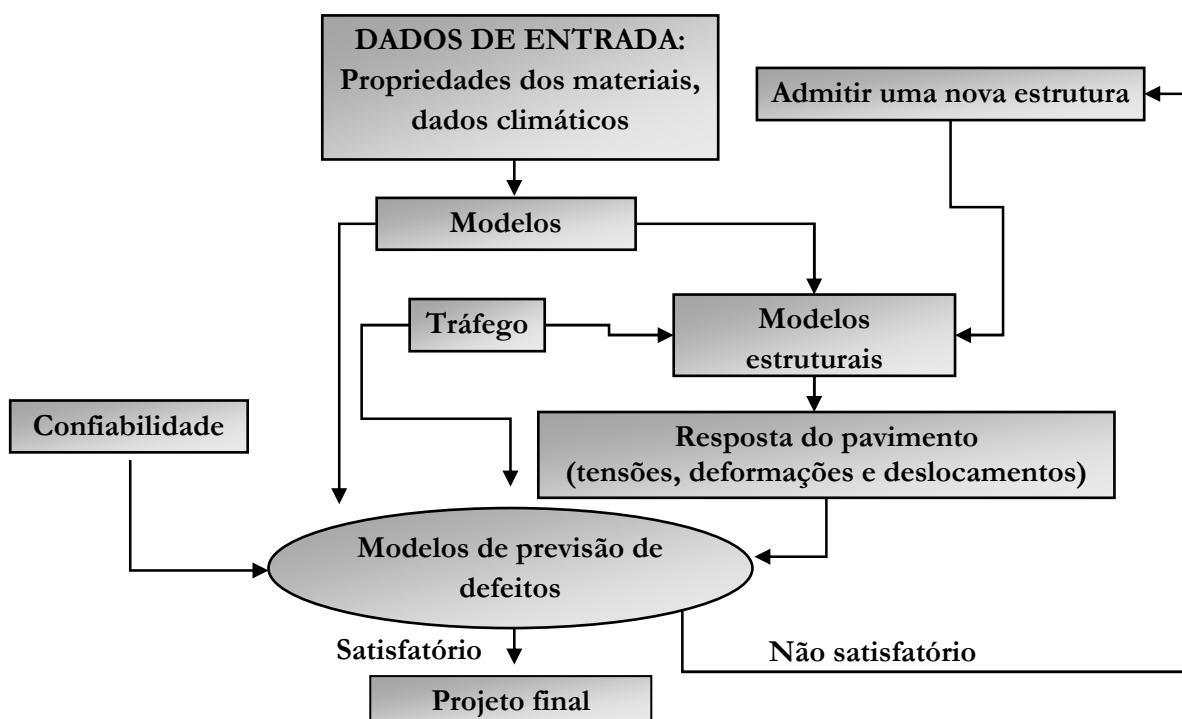 DADOS DE ENTRADA:
Propriedades dos materiais,
dados climáticos
Admitir uma nova estrutura
Modelos
Tráfego
Modelos
estruturais
Confiabilidade
Resposta do pavimento
(tensões, deformações e deslocamentos)
Modelos de previsão de
defeitos
Satisfatório
Não satisfatório
Projeto final